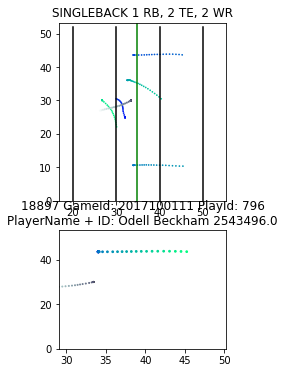 SINGLEBACK 1 RB, 2 TE, 2 WR
50
40
30
20
10
0
20 30 40 50
18897 GameId: 2017100111 PlayId: 796
PlayerName + ID: Odell Beckham 2543496.0
40
20
0
30 35 40 45 50